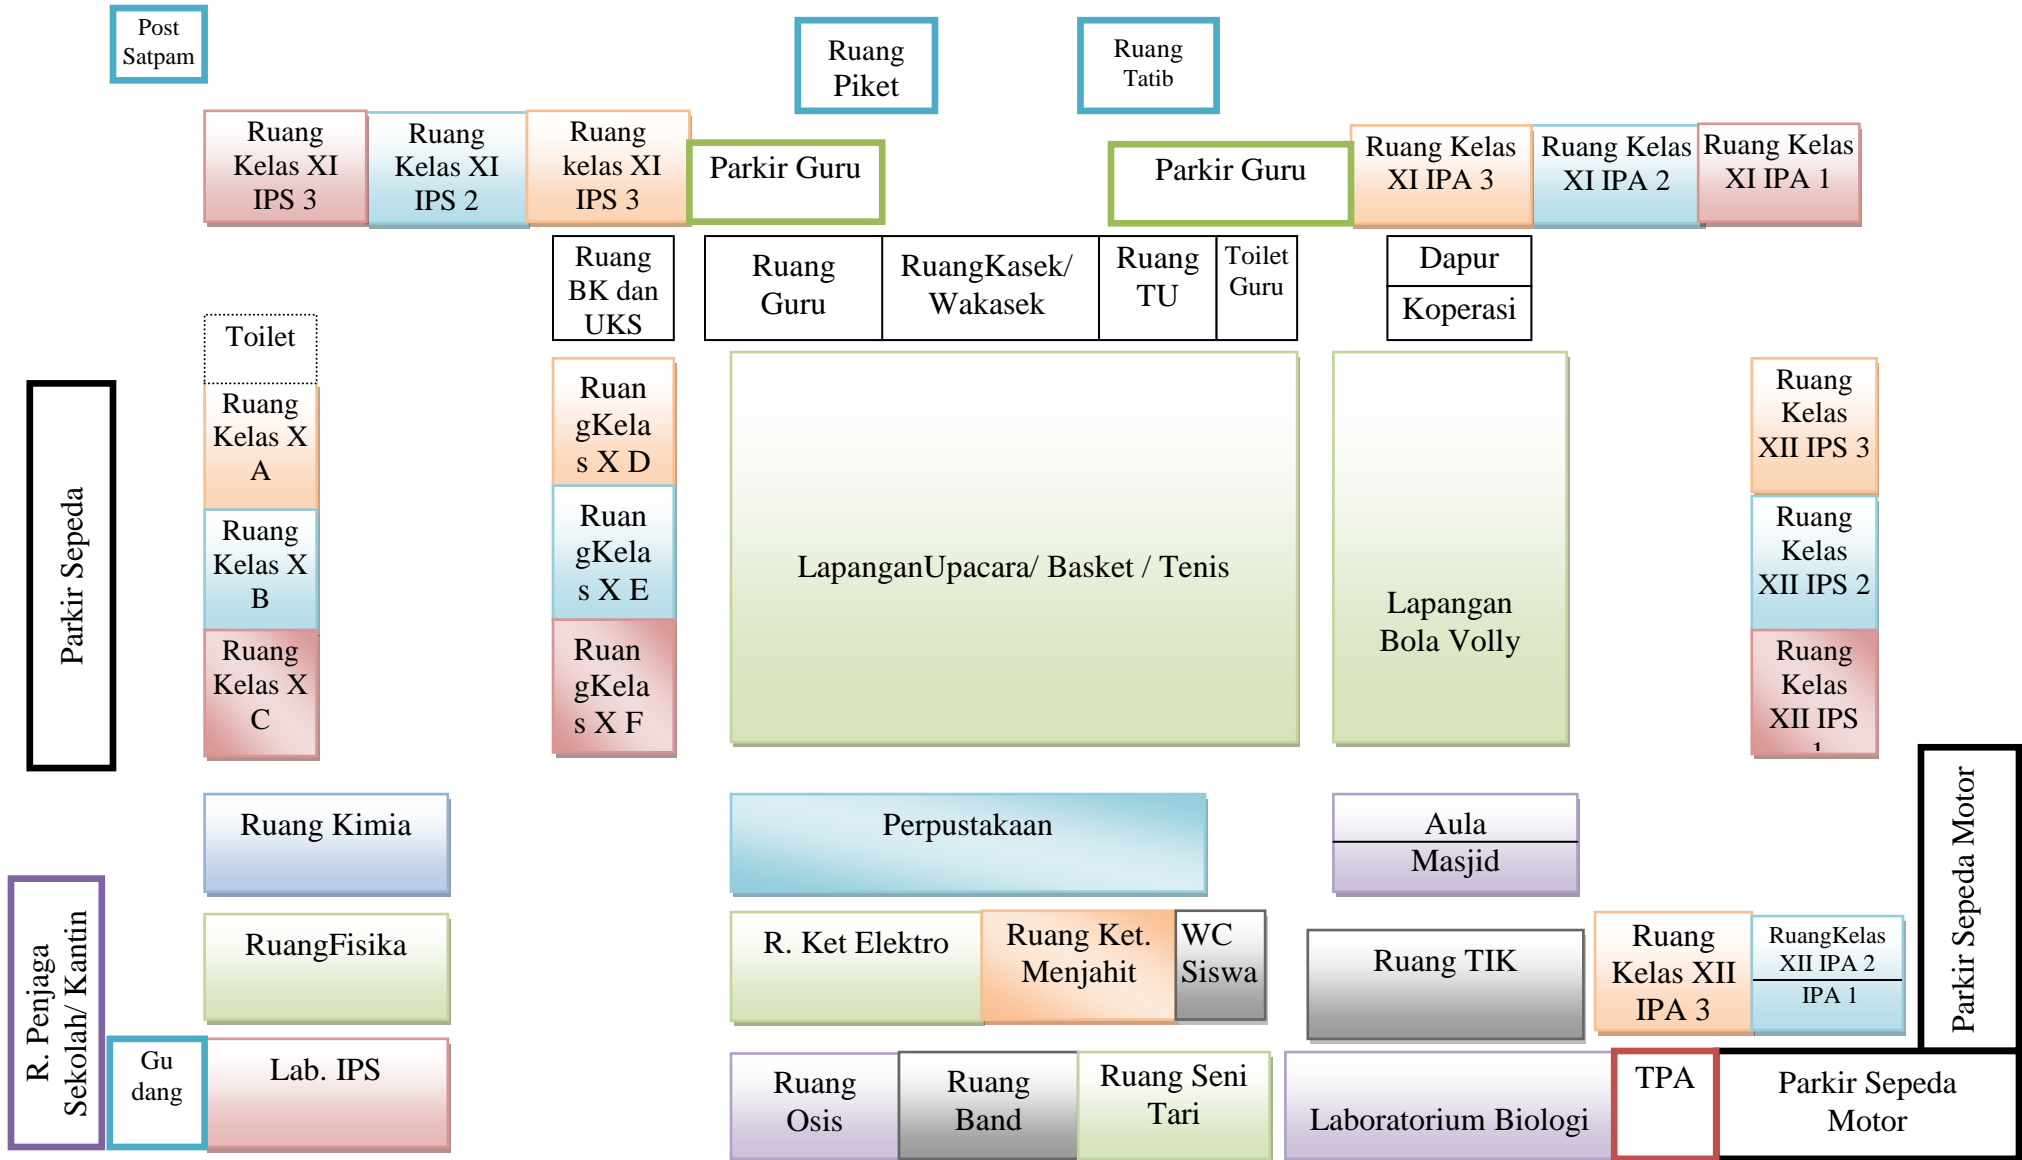 Post
Satpam
Ruang
Piket
Ruang
Tatib
Ruang
Kelas XI
IPS 3
Ruang
Kelas XI
IPS 2
Ruang
kelas XI
IPS 3
Parkir Guru
Parkir Guru
Ruang Kelas
XI IPA 3
Ruang Kelas
XI IPA 2
Ruang Kelas
XI IPA 1
Ruang
BK dan
UKS
Ruang
Guru
RuangKasek/
Wakasek
Ruang
TU
Toilet
Guru
Dapur
Koperasi
Toilet
Parkir Sepeda
Ruang
Kelas X
A
Ruang
Kelas X
B
Ruang
Kelas X
C
Ruan
gKela
s X D
Ruan
gKela
s X E
Ruan
gKela
s X F
LapanganUpacara/ Basket / Tenis
Lapangan
Bola Volly
Ruang
Kelas
XII IPS 3
Ruang
Kelas
XII IPS 2
Ruang
Kelas
XII IPS
1
Ruang Kimia
Perpustakaan
Aula
Masjid
Parkir Sepeda Motor
R. Penjaga
Sekolah/ Kantin
RuangFisika
R. Ket Elektro
Ruang Ket.
Menjahit
WC
Siswa
Ruang TIK
Ruang
Kelas XII
IPA 3
RuangKelas
XII IPA 2
IPA 1
Gu
dang
Lab. IPS
Ruang
Osis
Ruang
Band
Ruang Seni
Tari
Laboratorium Biologi
TPA
Parkir Sepeda
Motor